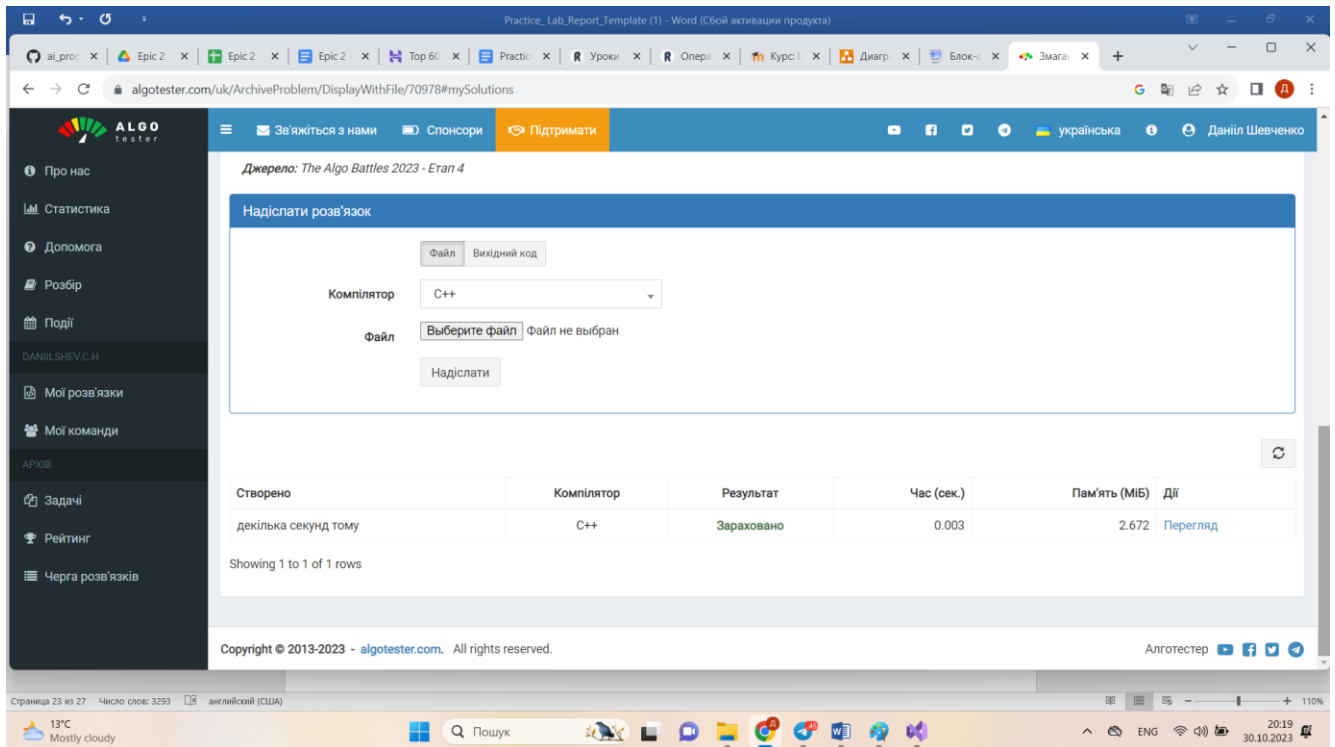 Practice_ Lab_Report_Template (1) - Word (Сбой активации продукта)
ai_prog Epic 2 - Epic 2 - Epic 2 - Top 60 Practic Уроки Опера Курс: Диагр Блок-с Змага
algotester.com/uk/ArchiveProblem/DisplayWithFile/70978#mySolutions Д
ALGO
tester
Зв'яжіться з нами Спонсори Підтримати українська Данііл Шевченко
Про нас
Статистика
Допомога
Розбір
Події
DANIILSHEV.C.H
Мої розв'язки
Мої команди
АРХІВ
Задачі
Рейтинг
Черга розв'язків
Джерело: The Algo Battles 2023 - Етап 4
Надіслати розв'язок
Файл Вихідний код
Компілятор C++
Файл Выберите файл Файл не выбран
Надіслати
Створено Компілятор Результат Час (сек.) Пам'ять (МіБ) Дії
декілька секунд тому C++ Зараховано 0.003 2.672 Перегляд
Showing 1 to 1 of 1 rows
Copyright © 2013-2023 - algotester.com. All rights reserved. Алготестер
Страница 23 из 27 Число слов: 3293 английский (США) 110%
13°C
Mostly cloudy
Пошук
ENG
20:19
30.10.2023